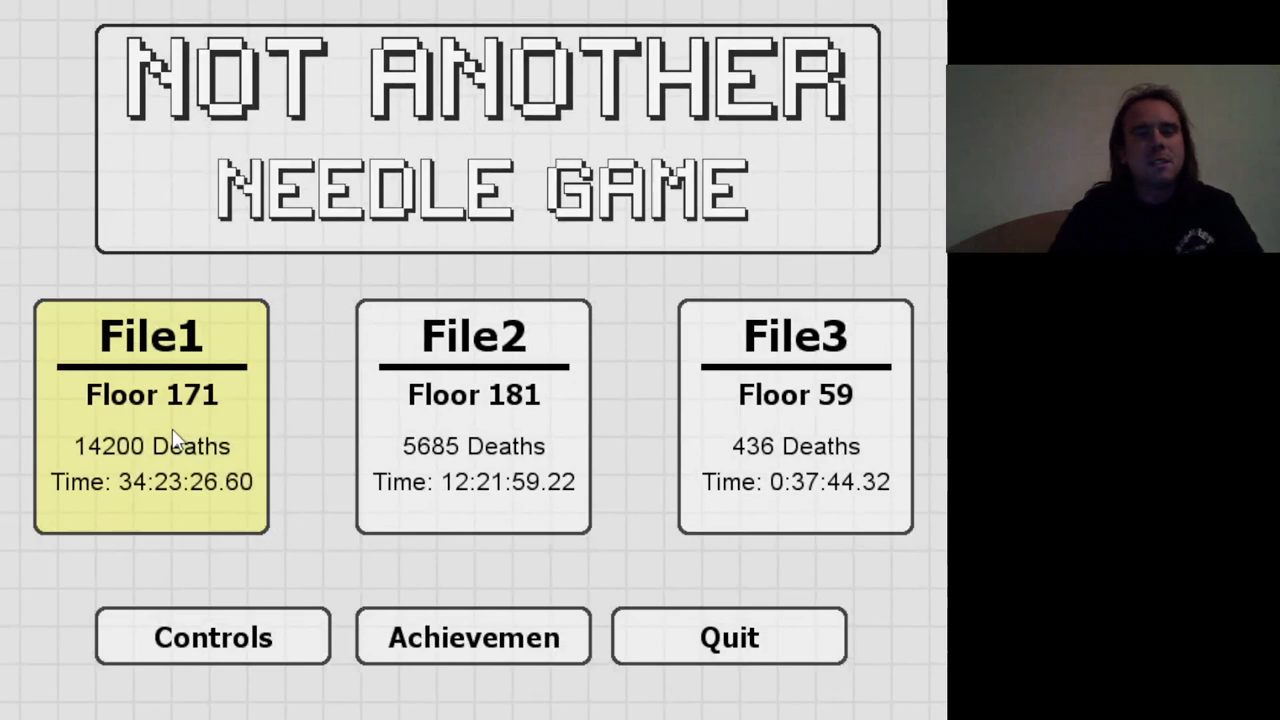 NOT ANOTHER
NEEDLE GAME
File1
Floor 171
14200 Deaths
Time: 34:23:26.60
File2
Floor 181
5685 Deaths
Time: 12:21:59.22
File3
Floor 59
436 Deaths
Time: 0:37:44.32
Controls
Achievemen
Quit